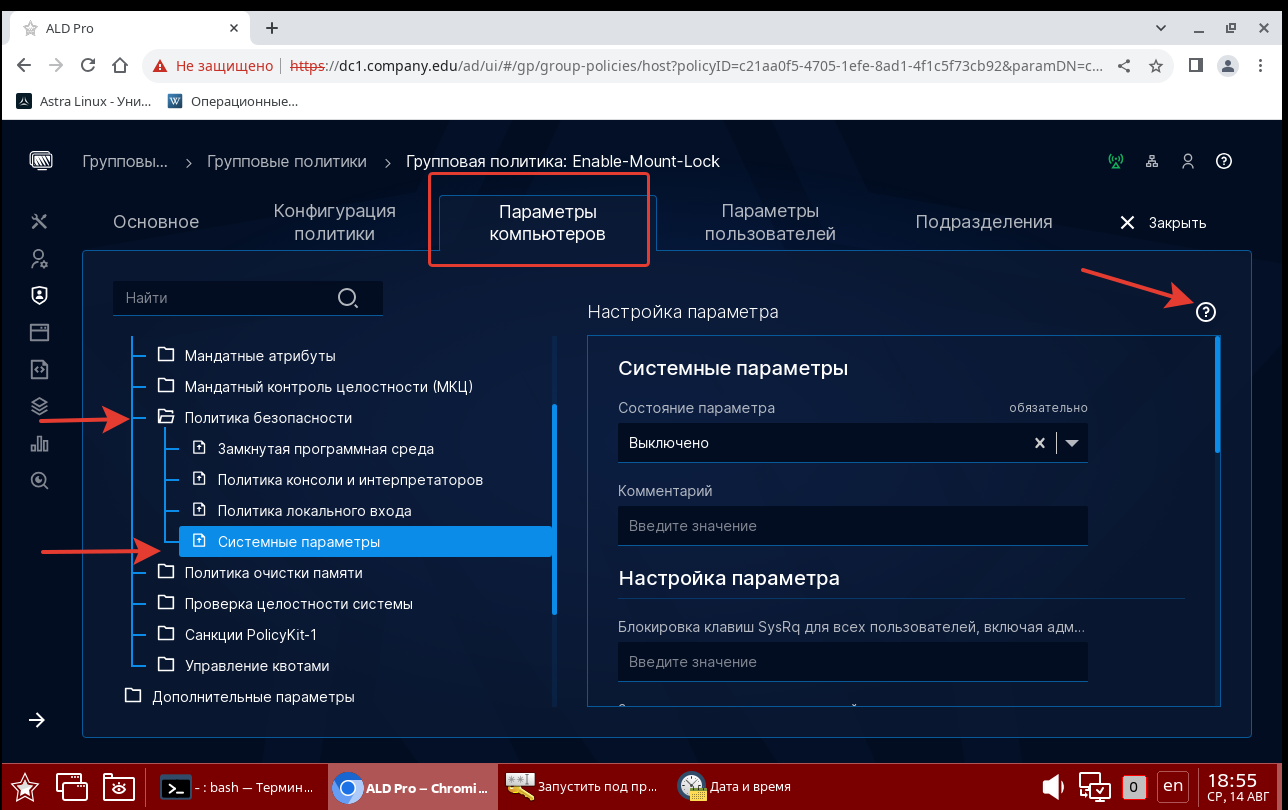 ALD Pro
Не защищено
https://dc1.company.edu/ad/ui/#/gp/group-policies/host?policyID=c21aa0f5-4705-1efe-8ad1-4f1c5f73cb92&paramDN=c...
Astra Linux - Уни...
Операционные...
Групповы...
Групповые политики
Групповая политика: Enable-Mount-Lock
Основное
Конфигурация
политики
Параметры
компьютеров
Параметры
пользователей
Подразделения
Закрыть
Найти
Мандатные атрибуты
Мандатный контроль целостности (МКЦ)
Политика безопасности
Замкнутая программная среда
Политика консоли и интерпретаторов
Политика локального входа
Системные параметры
Политика очистки памяти
Проверка целостности системы
Санкции PolicyKit-1
Управление квотами
Дополнительные параметры
Настройка параметра
Системные параметры
Состояние параметра
обязательно
Выключено
Комментарий
Введите значение
Настройка параметра
Блокировка клавиш SysRq для всех пользователей, включая адм...
Введите значение
- : bash — Термин...
ALD Pro – Chromi...
Запустить под пр...
Дата и время
0
en
18:55
СР, 14 АВГ